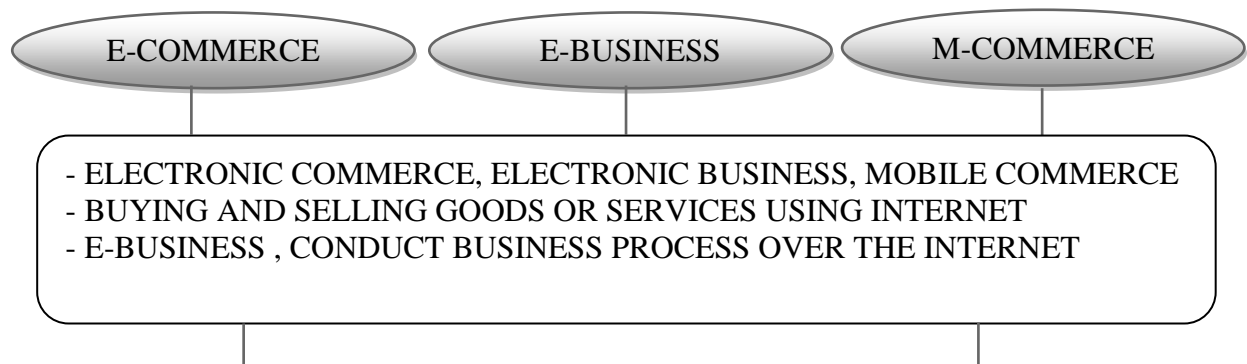 E-COMMERCE
E-BUSINESS
M-COMMERCE
- ELECTRONIC COMMERCE, ELECTRONIC BUSINESS, MOBILE COMMERCE
- BUYING AND SELLING GOODS OR SERVICES USING INTERNET
- E-BUSINESS , CONDUCT BUSINESS PROCESS OVER THE INTERNET